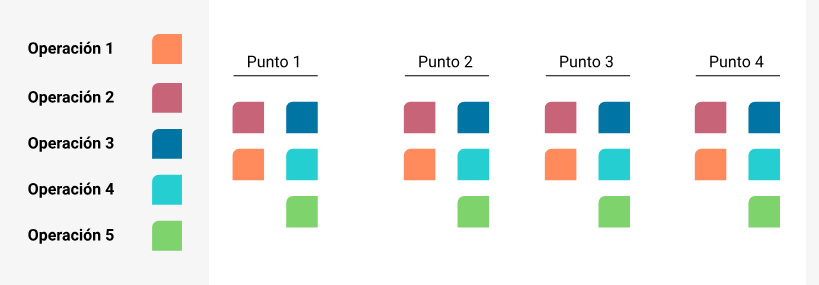 Operación 1
Operación 2
Operación 3
Operación 4
Operación 5
Punto 1
Punto 2
Punto 3
Punto 4